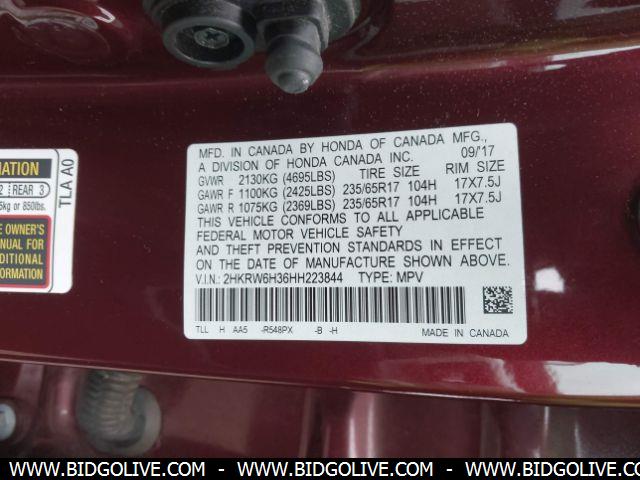 MFD. IN CANADA BY HONDA OF CANADA MFG.,
A DIVISION OF HONDA CANADA INC. 09/'17
GVWR 2130KG (4695LBS) TIRE SIZE RIM SIZE
GAWR F 1100KG (2425LBS) 235/65R17 104H 17X7.5J
GAWR R 1075KG (2369LBS) 235/65R17 104H 17X7.5J
THIS VEHICLE CONFORMS TO ALL APPLICABLE
FEDERAL MOTOR VEHICLE SAFETY
AND THEFT PREVENTION STANDARDS IN EFFECT
ON THE DATE OF MANUFACTURE SHOWN ABOVE.
V.I.N.: 2HKRW6H36HH223844 TYPE: MPV
TLL H AA5 -R548PX -B -H MADE IN CANADA
TLA A0
2 REAR 3
or 850lbs.
OWNER'S
MANUAL FOR
WWW.BIDGOLIVE.COM - WWW.BIDGOLIVE.COM - WWW.BIDGOLIVE.COM